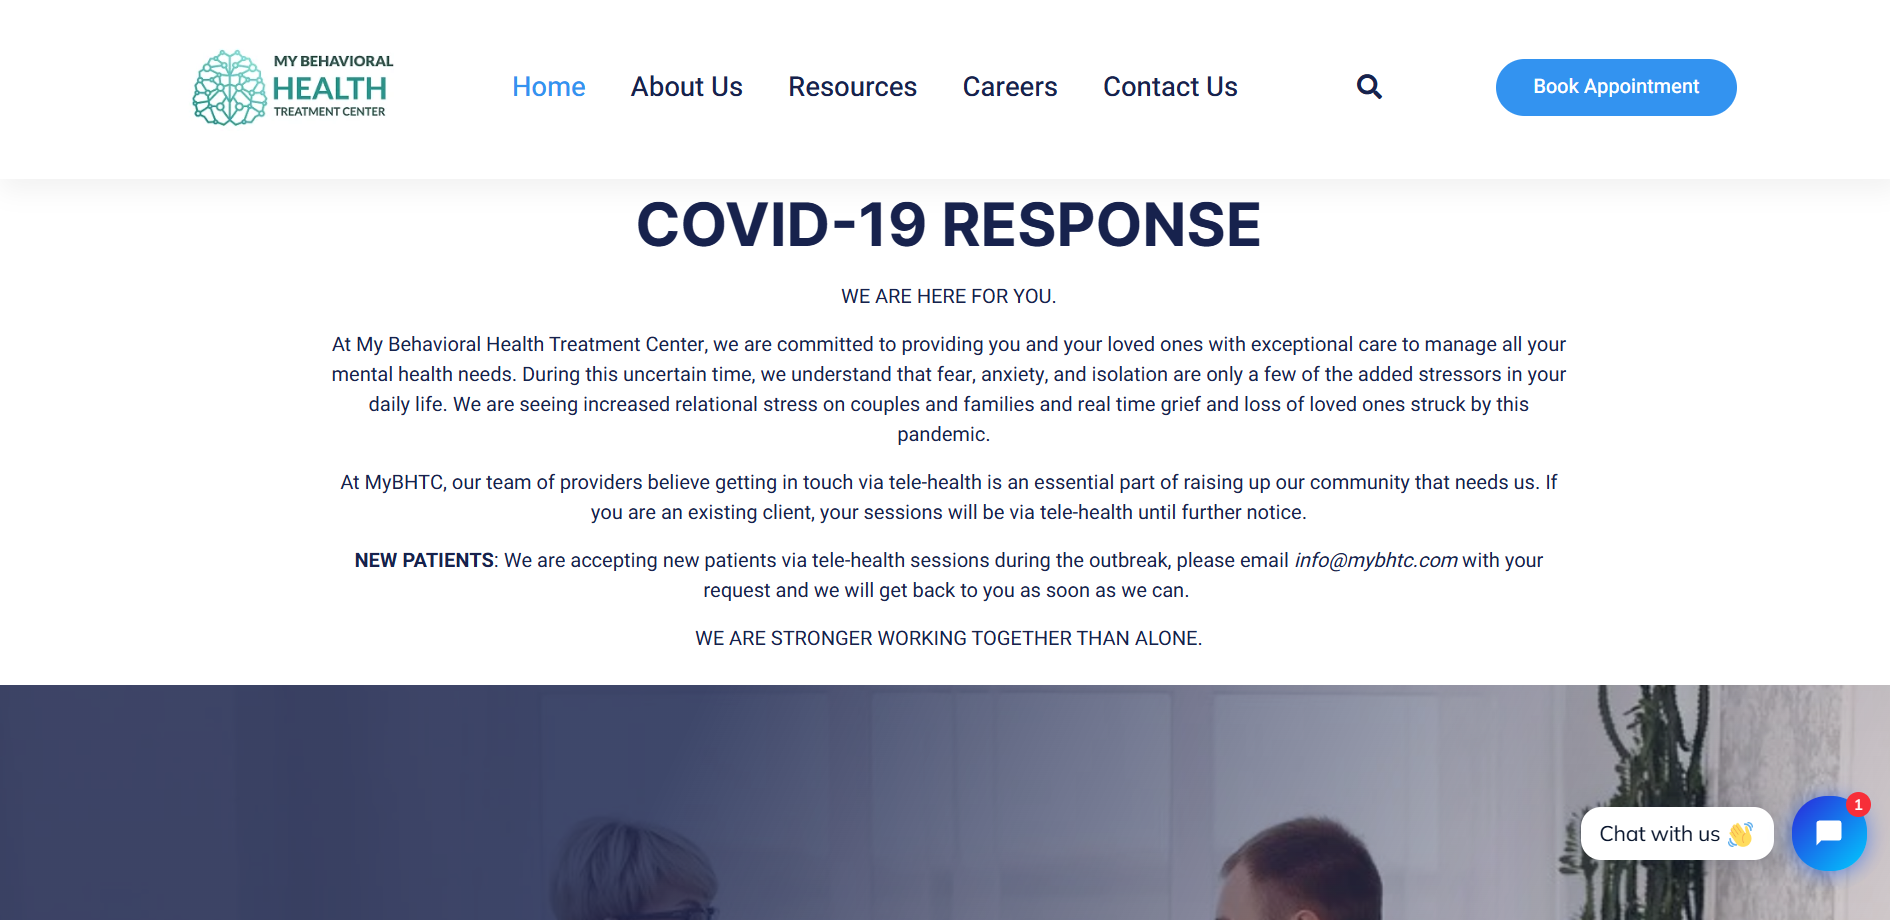 MY BEHAVIORAL
HEALTH
TREATMENT CENTER
Home
About Us
Resources
Careers
Contact Us
Book Appointment
COVID-19 RESPONSE
WE ARE HERE FOR YOU.
At My Behavioral Health Treatment Center, we are committed to providing you and your loved ones with exceptional care to manage all your
mental health needs. During this uncertain time, we understand that fear, anxiety, and isolation are only a few of the added stressors in your
daily life. We are seeing increased relational stress on couples and families and real time grief and loss of loved ones struck by this
pandemic.
At MyBHTC, our team of providers believe getting in touch via tele-health is an essential part of raising up our community that needs us. If
you are an existing client, your sessions will be via tele-health until further notice.
NEW PATIENTS: We are accepting new patients via tele-health sessions during the outbreak, please email info@mybhtc.com with your
request and we will get back to you as soon as we can.
WE ARE STRONGER WORKING TOGETHER THAN ALONE.
Chat with us 👋
1